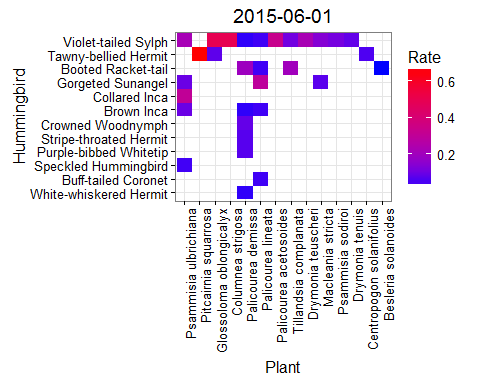 2015-06-01
Hummingbird
Violet-tailed Sylph
Tawny-bellied Hermit
Booted Racket-tail
Gorgeted Sunangel
Collared Inca
Brown Inca
Crowned Woodnymph
Stripe-throated Hermit
Purple-bibbed Whitetip
Speckled Hummingbird
Buff-tailed Coronet
White-whiskered Hermit
Rate
0.6
0.4
0.2
Psammisia ulbrichiana
Pitcairnia squarrosa
Glossoloma oblongicalyx
Columnea strigosa
Palicourea demissa
Palicourea lineata
Palicourea acetosoides
Tillandsia complanata
Drymonia teuscheri
Macleania stricta
Psammisia sodiroi
Drymonia tenuis
Centropogon solanifolius
Besleria solanoides
Plant